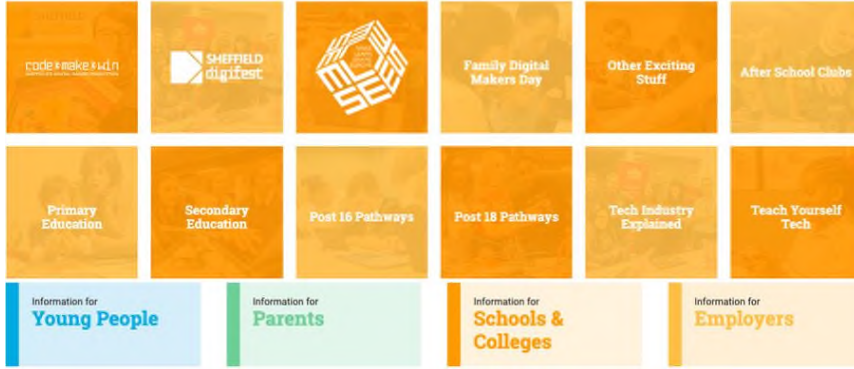 code*make*win
SHEFFIELD
digifest
Family Digital
Makers Day
Other Exciting
Stuff
After School Clubs
Primary
Education
Secondary
Education
Post 16 Pathways
Post 18 Pathways
Tech Industry
Explained
Teach Yourself
Tech
Information for
Young People
Information for
Parents
Information for
Schools &
Colleges
Information for
Employers